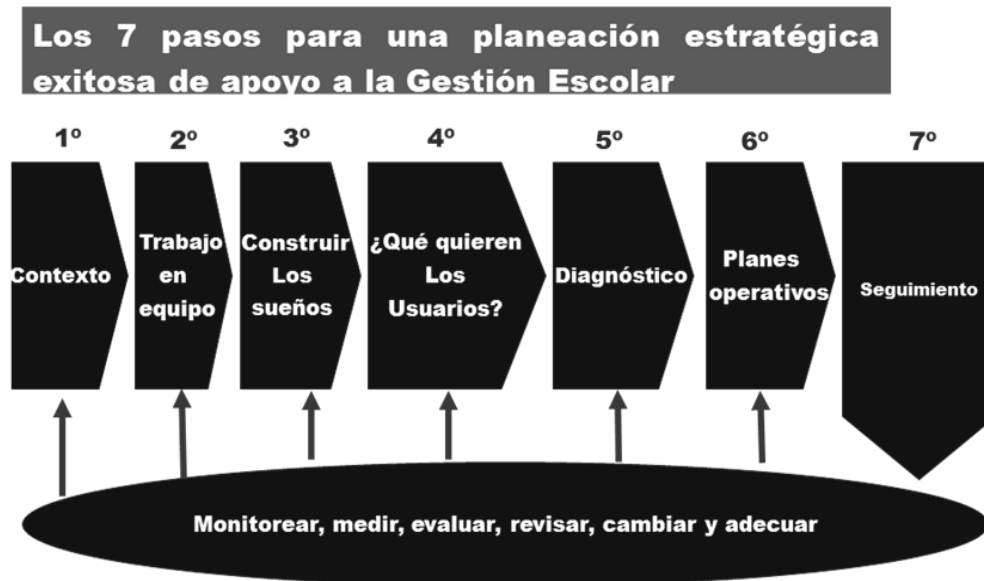 Los 7 pasos para una planeación estratégica
exitosa de apoyo a la Gestión Escolar
1º
2º
3º
4º
5º
6º
7º
Contexto
Trabajo
en
equipo
Construir
Los
sueños
¿Qué quieren
Los
Usuarios?
Diagnóstico
Planes
operativos
Seguimiento
Monitorear, medir, evaluar, revisar, cambiar y adecuar